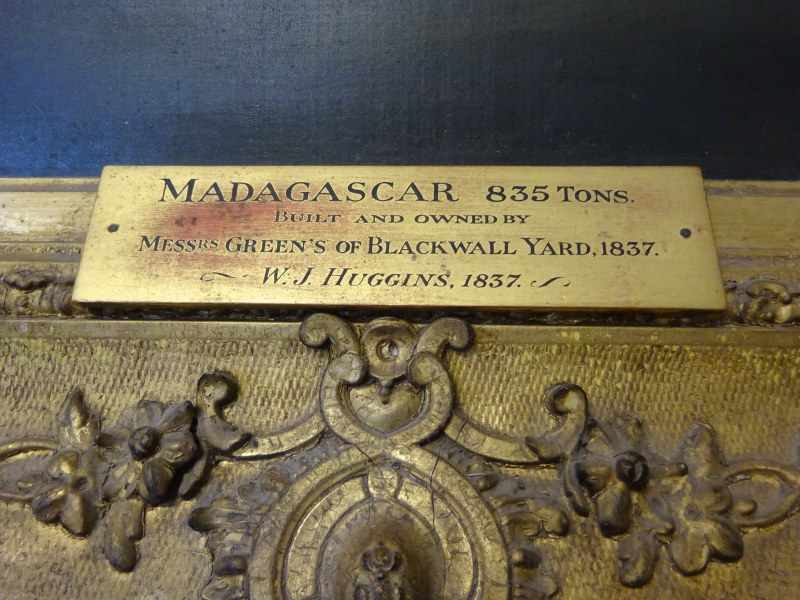 MADAGASCAR 835 TONS.
BUILT AND OWNED BY
MESSRS GREEN'S OF BLACKWALL YARD, 1837.
W. J. HUGGINS, 1837.